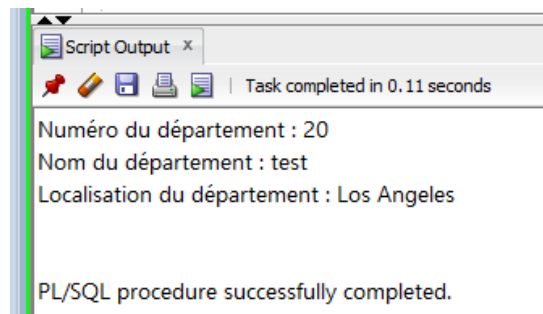 Script Output x
Task completed in 0.11 seconds
Numéro du département : 20
Nom du département : test
Localisation du département : Los Angeles
PL/SQL procedure successfully completed.